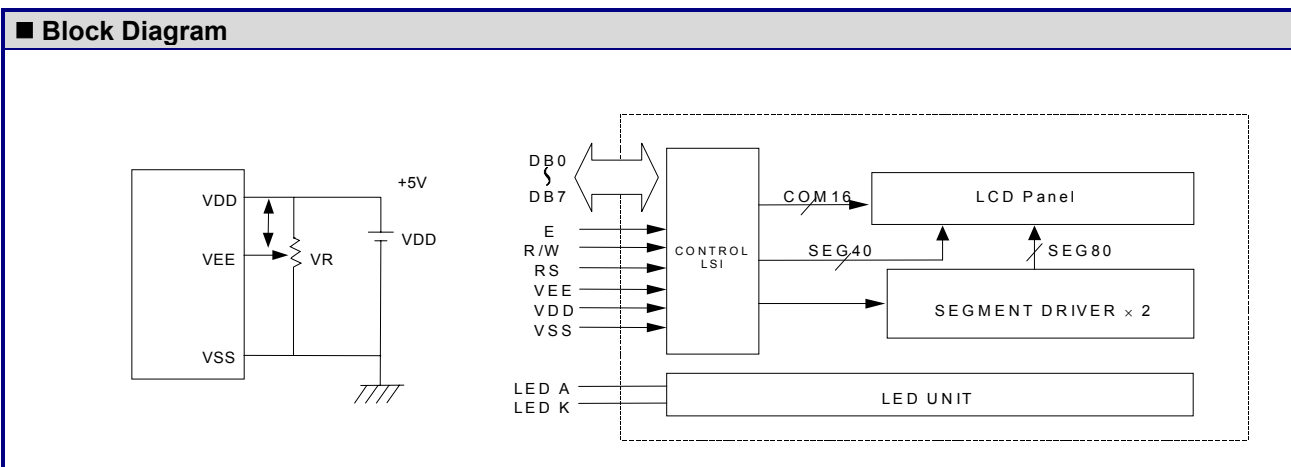 ■ Block Diagram
VDD
VEE
VSS
VR
+5V
VDD
DB0
DB7
E
R/W
RS
VEE
VDD
VSS
LED A
LED K
CONTROL
LSI
COM16
SEG40
LCD Panel
SEG80
SEGMENT DRIVER × 2
LED UNIT